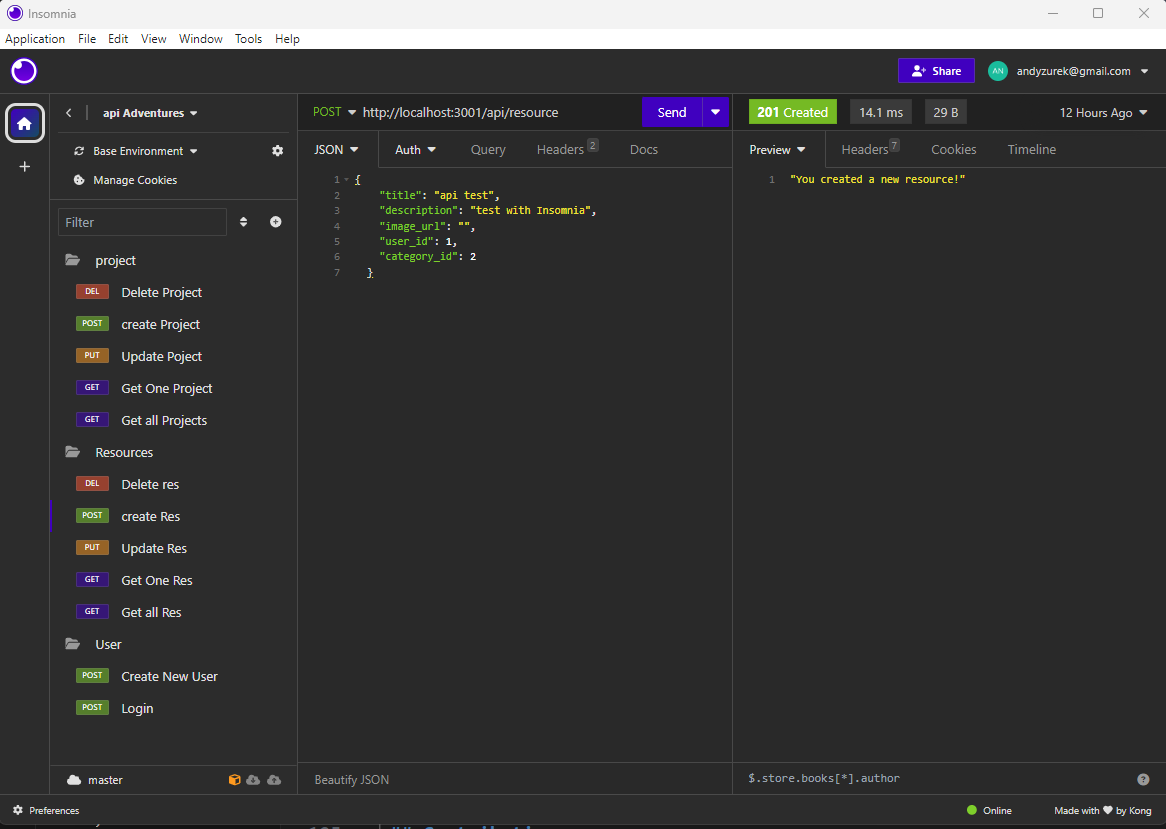 Insomnia
Application File Edit View Window Tools Help
Share AN andyzurek@gmail.com
api Adventures
Base Environment
Manage Cookies
Filter
project
DEL Delete Project
POST create Project
PUT Update Poject
GET Get One Project
GET Get all Projects
Resources
DEL Delete res
POST create Res
PUT Update Res
GET Get One Res
GET Get all Res
User
POST Create New User
POST Login
master
POST http://localhost:3001/api/resource Send
JSON Auth Query Headers 2 Docs
1 {
2 "title": "api test",
3 "description": "test with Insomnia",
4 "image_url": "",
5 "user_id": 1,
6 "category_id": 2
7 }
Beautify JSON
201 Created 14.1 ms 29 B 12 Hours Ago
Preview Headers 7 Cookies Timeline
1 "You created a new resource!"
$.store.books[*].author ?
Preferences Online Made with ♥ by Kong